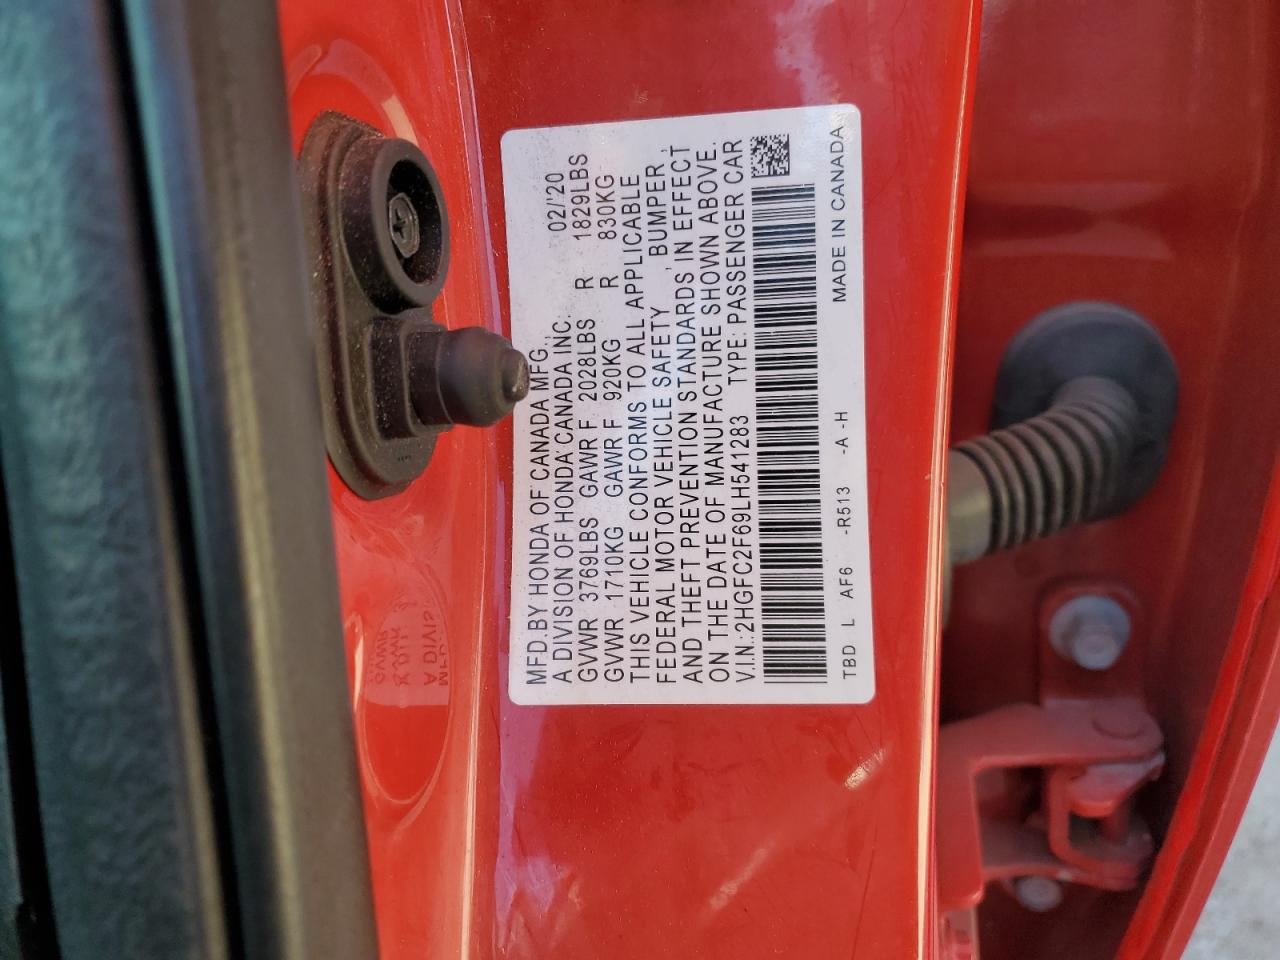 MFD.BY HONDA OF CANADA MFG.,
A DIVISION OF HONDA CANADA INC. 02/'20
GVWR 3769LBS GAWR F 2028LBS R 1829LBS
GVWR 1710KG GAWR F 920KG R 830KG
THIS VEHICLE CONFORMS TO ALL APPLICABLE
FEDERAL MOTOR VEHICLE SAFETY , BUMPER ,
AND THEFT PREVENTION STANDARDS IN EFFECT
ON THE DATE OF MANUFACTURE SHOWN ABOVE.
V.I.N.:2HGFC2F69LH541283 TYPE: PASSENGER CAR
TBD L AF6 -R513 -A -H MADE IN CANADA